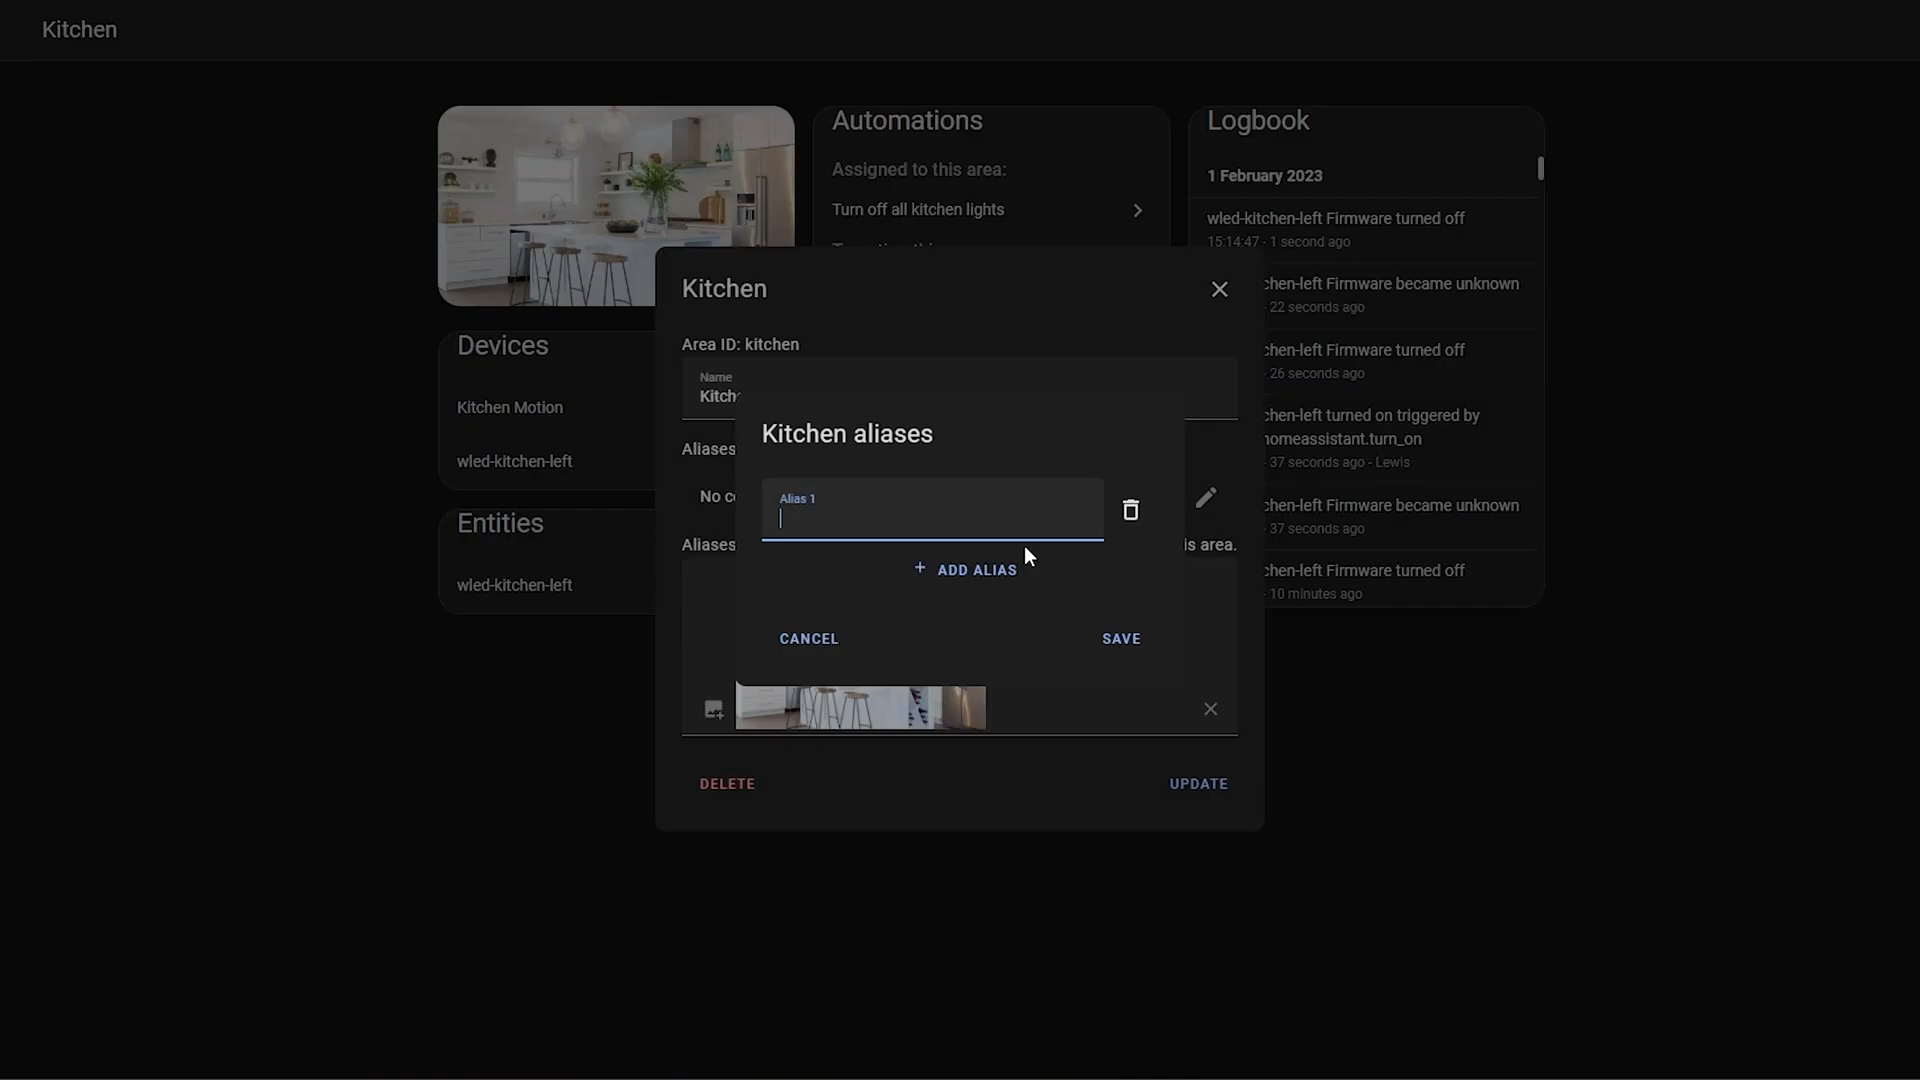 Kitchen
Automations
Assigned to this area:
Turn off all kitchen lights
Logbook
1 February 2023
wled-kitchen-left Firmware turned off
15:14:47 - 1 second ago
chen-left Firmware became unknown
- 22 seconds ago
chen-left Firmware turned off
- 26 seconds ago
chen-left turned on triggered by
homeassistant.turn_on
- 37 seconds ago - Lewis
chen-left Firmware became unknown
- 37 seconds ago
chen-left Firmware turned off
- 10 minutes ago
Devices
Kitchen Motion
wled-kitchen-left
Entities
wled-kitchen-left
Kitchen
Area ID: kitchen
Name
Kitch
Aliases
No c
Aliases
is area.
Kitchen aliases
Alias 1
+ ADD ALIAS
CANCEL
SAVE
DELETE
UPDATE